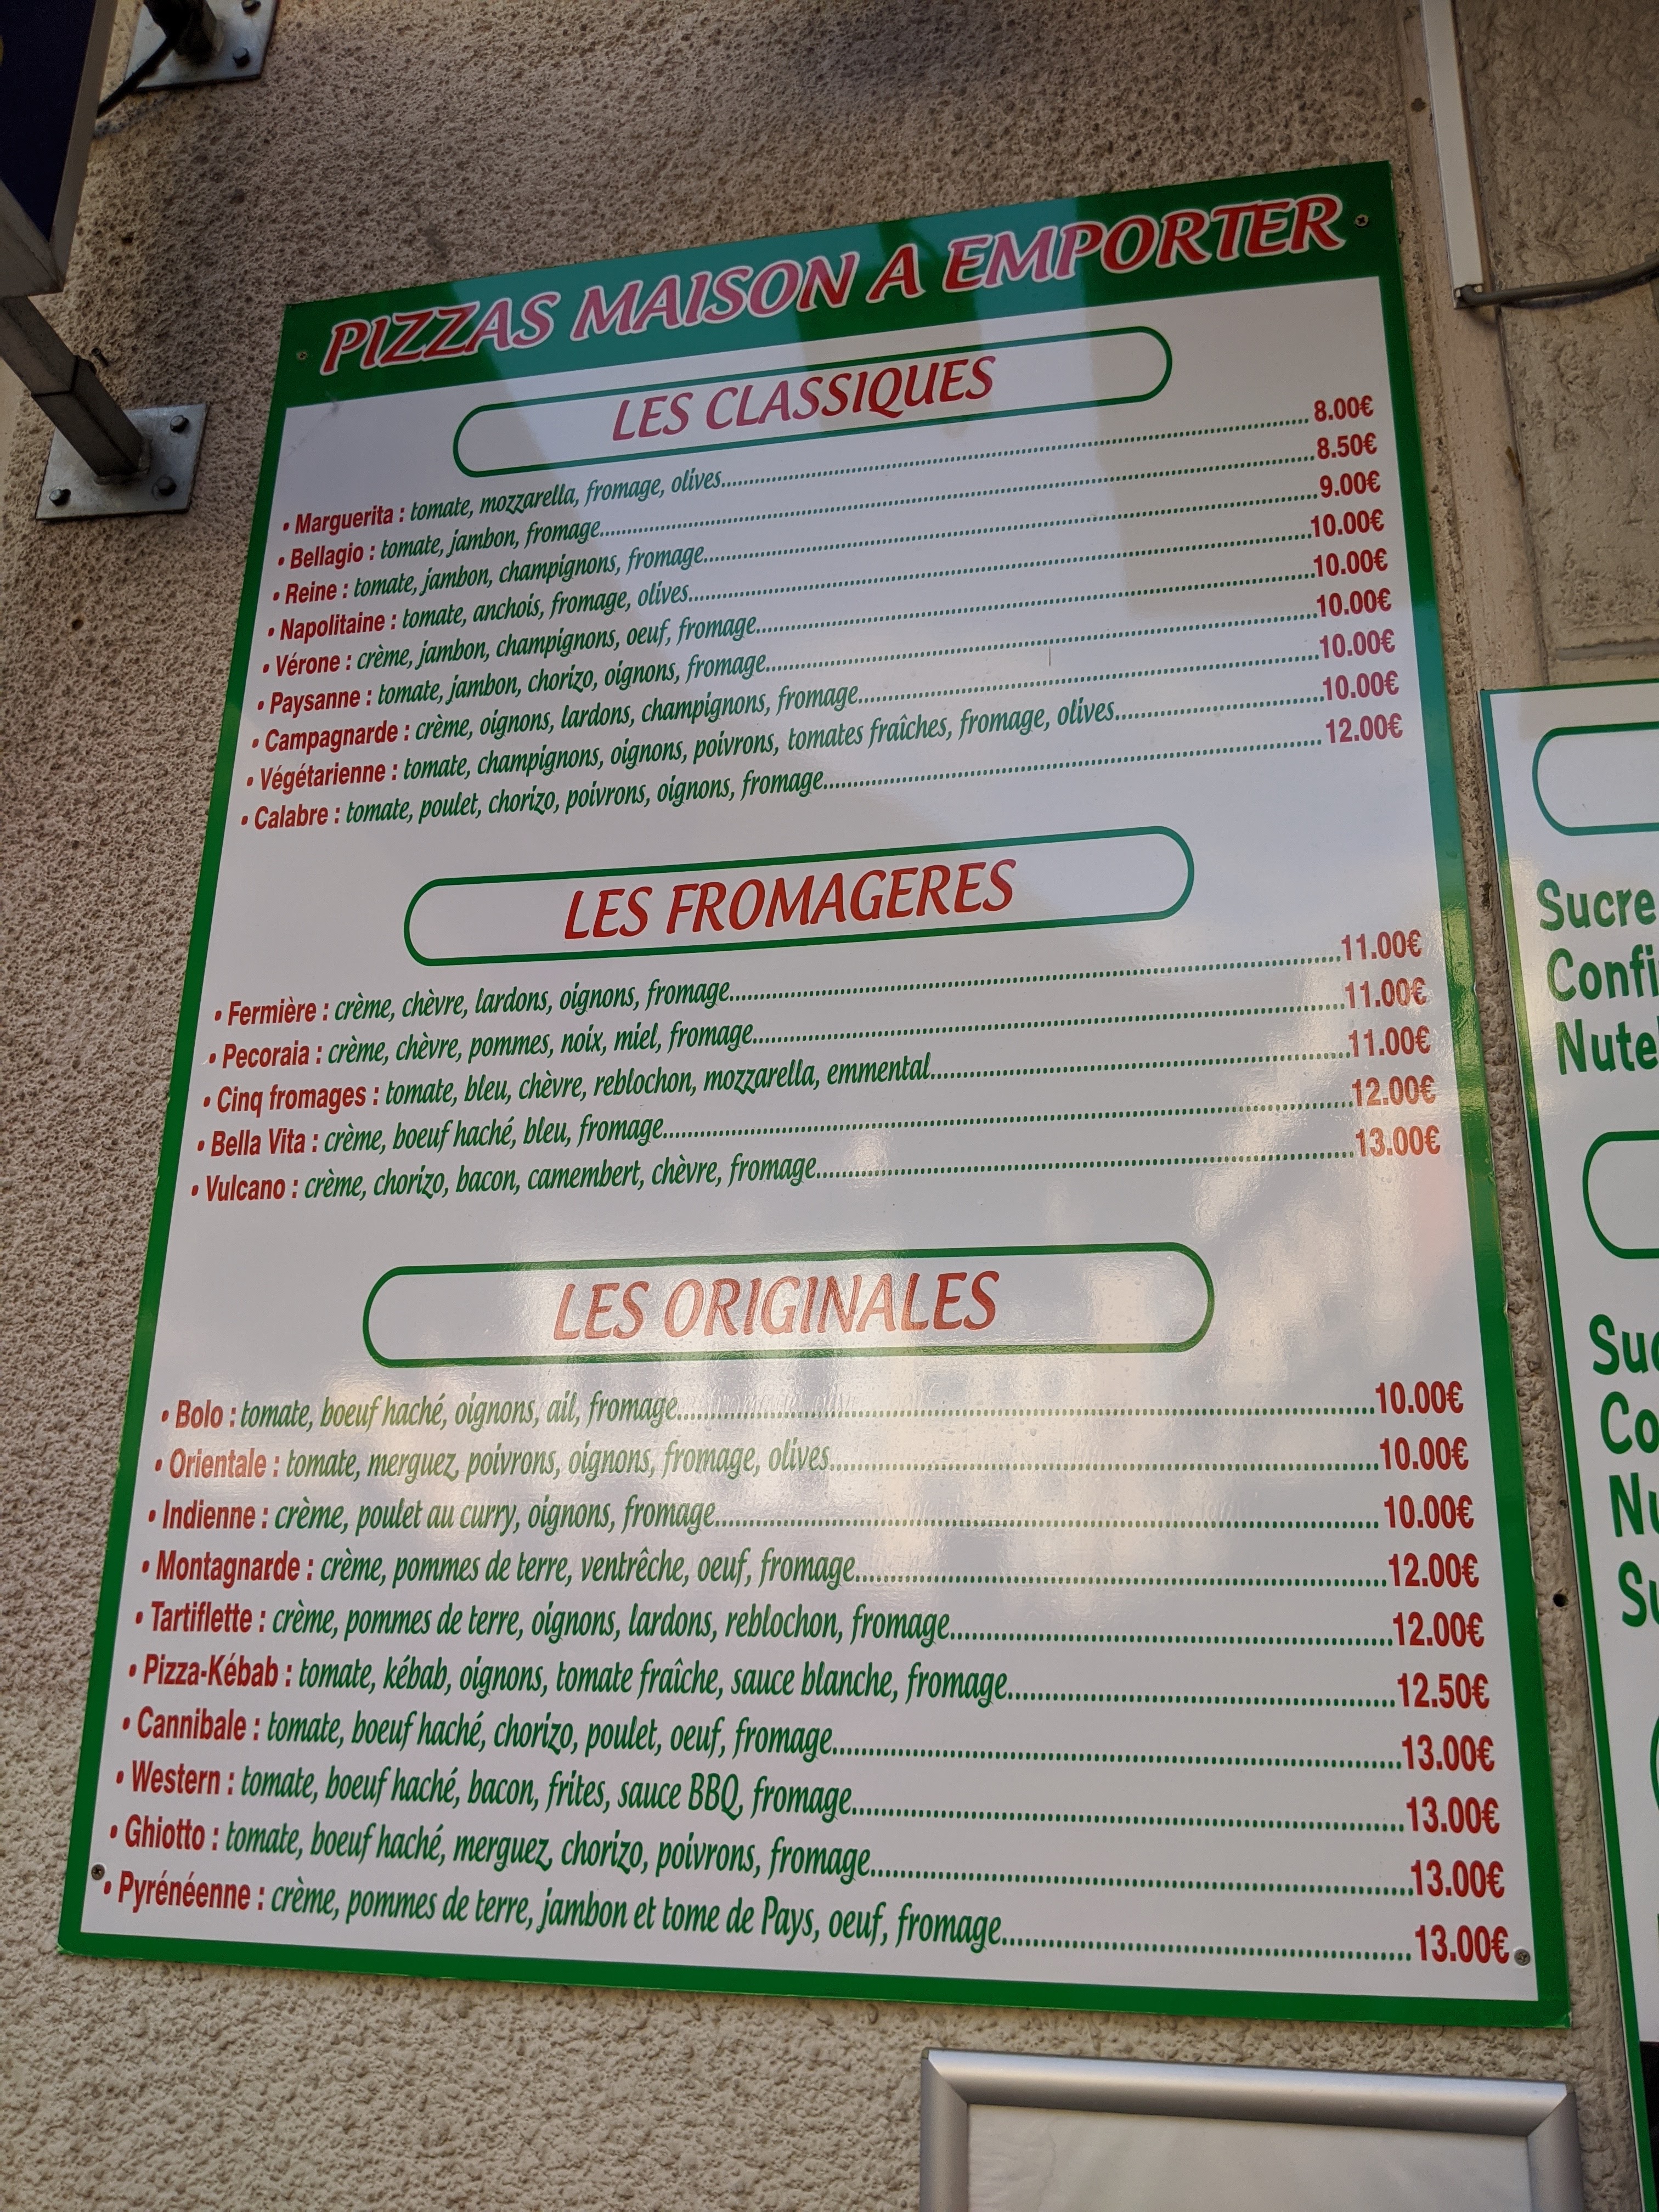 PIZZAS MAISON A EMPORTER
LES CLASSIQUES
• Marguerita : tomate, mozzarella, fromage, olives.......... 8.00€
• Bellagio : tomate, jambon, fromage.......... 8.50€
• Reine : tomate, jambon, champignons, fromage.......... 9.00€
• Napolitaine : tomate, anchois, fromage, olives.......... 10.00€
• Vérone : crème, jambon, champignons, oeuf, fromage.......... 10.00€
• Paysanne : tomate, jambon, chorizo, oignons, fromage.......... 10.00€
• Campagnarde : crème, oignons, lardons, champignons, fromage.......... 10.00€
• Végétarienne : tomate, champignons, oignons, poivrons, tomates fraîches, fromage, olives.......... 10.00€
• Calabre : tomate, poulet, chorizo, poivrons, oignons, fromage.......... 12.00€
LES FROMAGERES
• Fermière : crème, chèvre, lardons, oignons, fromage.......... 11.00€
• Pecoraia : crème, chèvre, pommes, noix, miel, fromage.......... 11.00€
• Cinq fromages : tomate, bleu, chèvre, reblochon, mozzarella, emmental.......... 11.00€
• Bella Vita : crème, boeuf haché, bleu, fromage.......... 12.00€
• Vulcano : crème, chorizo, bacon, camembert, chèvre, fromage.......... 13.00€
LES ORIGINALES
• Bolo : tomate, boeuf haché, oignons, ail, fromage.......... 10.00€
• Orientale : tomate, merguez, poivrons, oignons, fromage, olives.......... 10.00€
• Indienne : crème, poulet au curry, oignons, fromage.......... 10.00€
• Montagnarde : crème, pommes de terre, ventrêche, oeuf, fromage.......... 12.00€
• Tartiflette : crème, pommes de terre, oignons, lardons, reblochon, fromage.......... 12.00€
• Pizza-Kébab : tomate, kébab, oignons, tomate fraîche, sauce blanche, fromage.......... 12.50€
• Cannibale : tomate, boeuf haché, chorizo, poulet, oeuf, fromage.......... 13.00€
• Western : tomate, boeuf haché, bacon, frites, sauce BBQ, fromage.......... 13.00€
• Ghiotto : tomate, boeuf haché, merguez, chorizo, poivrons, fromage.......... 13.00€
• Pyrénéenne : crème, pommes de terre, jambon et tome de Pays, oeuf, fromage.......... 13.00€
Sucre
Confi
Nute
Suc
Co
Nu
Su